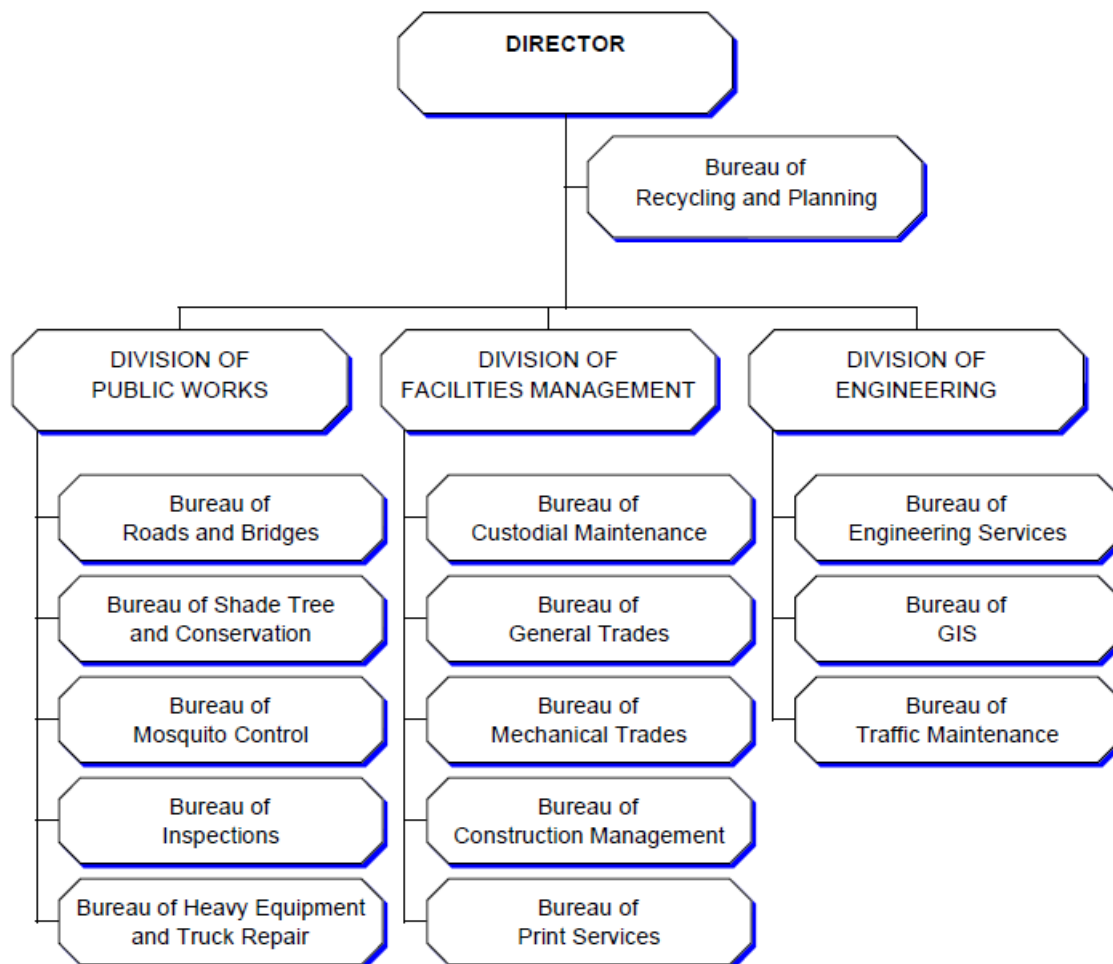 DIRECTOR
Bureau of
Recycling and Planning
DIVISION OF
PUBLIC WORKS
Bureau of
Roads and Bridges
Bureau of Shade Tree
and Conservation
Bureau of
Mosquito Control
Bureau of
Inspections
Bureau of Heavy Equipment
and Truck Repair
DIVISION OF
FACILITIES MANAGEMENT
Bureau of
Custodial Maintenance
Bureau of
General Trades
Bureau of
Mechanical Trades
Bureau of
Construction Management
Bureau of
Print Services
DIVISION OF
ENGINEERING
Bureau of
Engineering Services
Bureau of
GIS
Bureau of
Traffic Maintenance